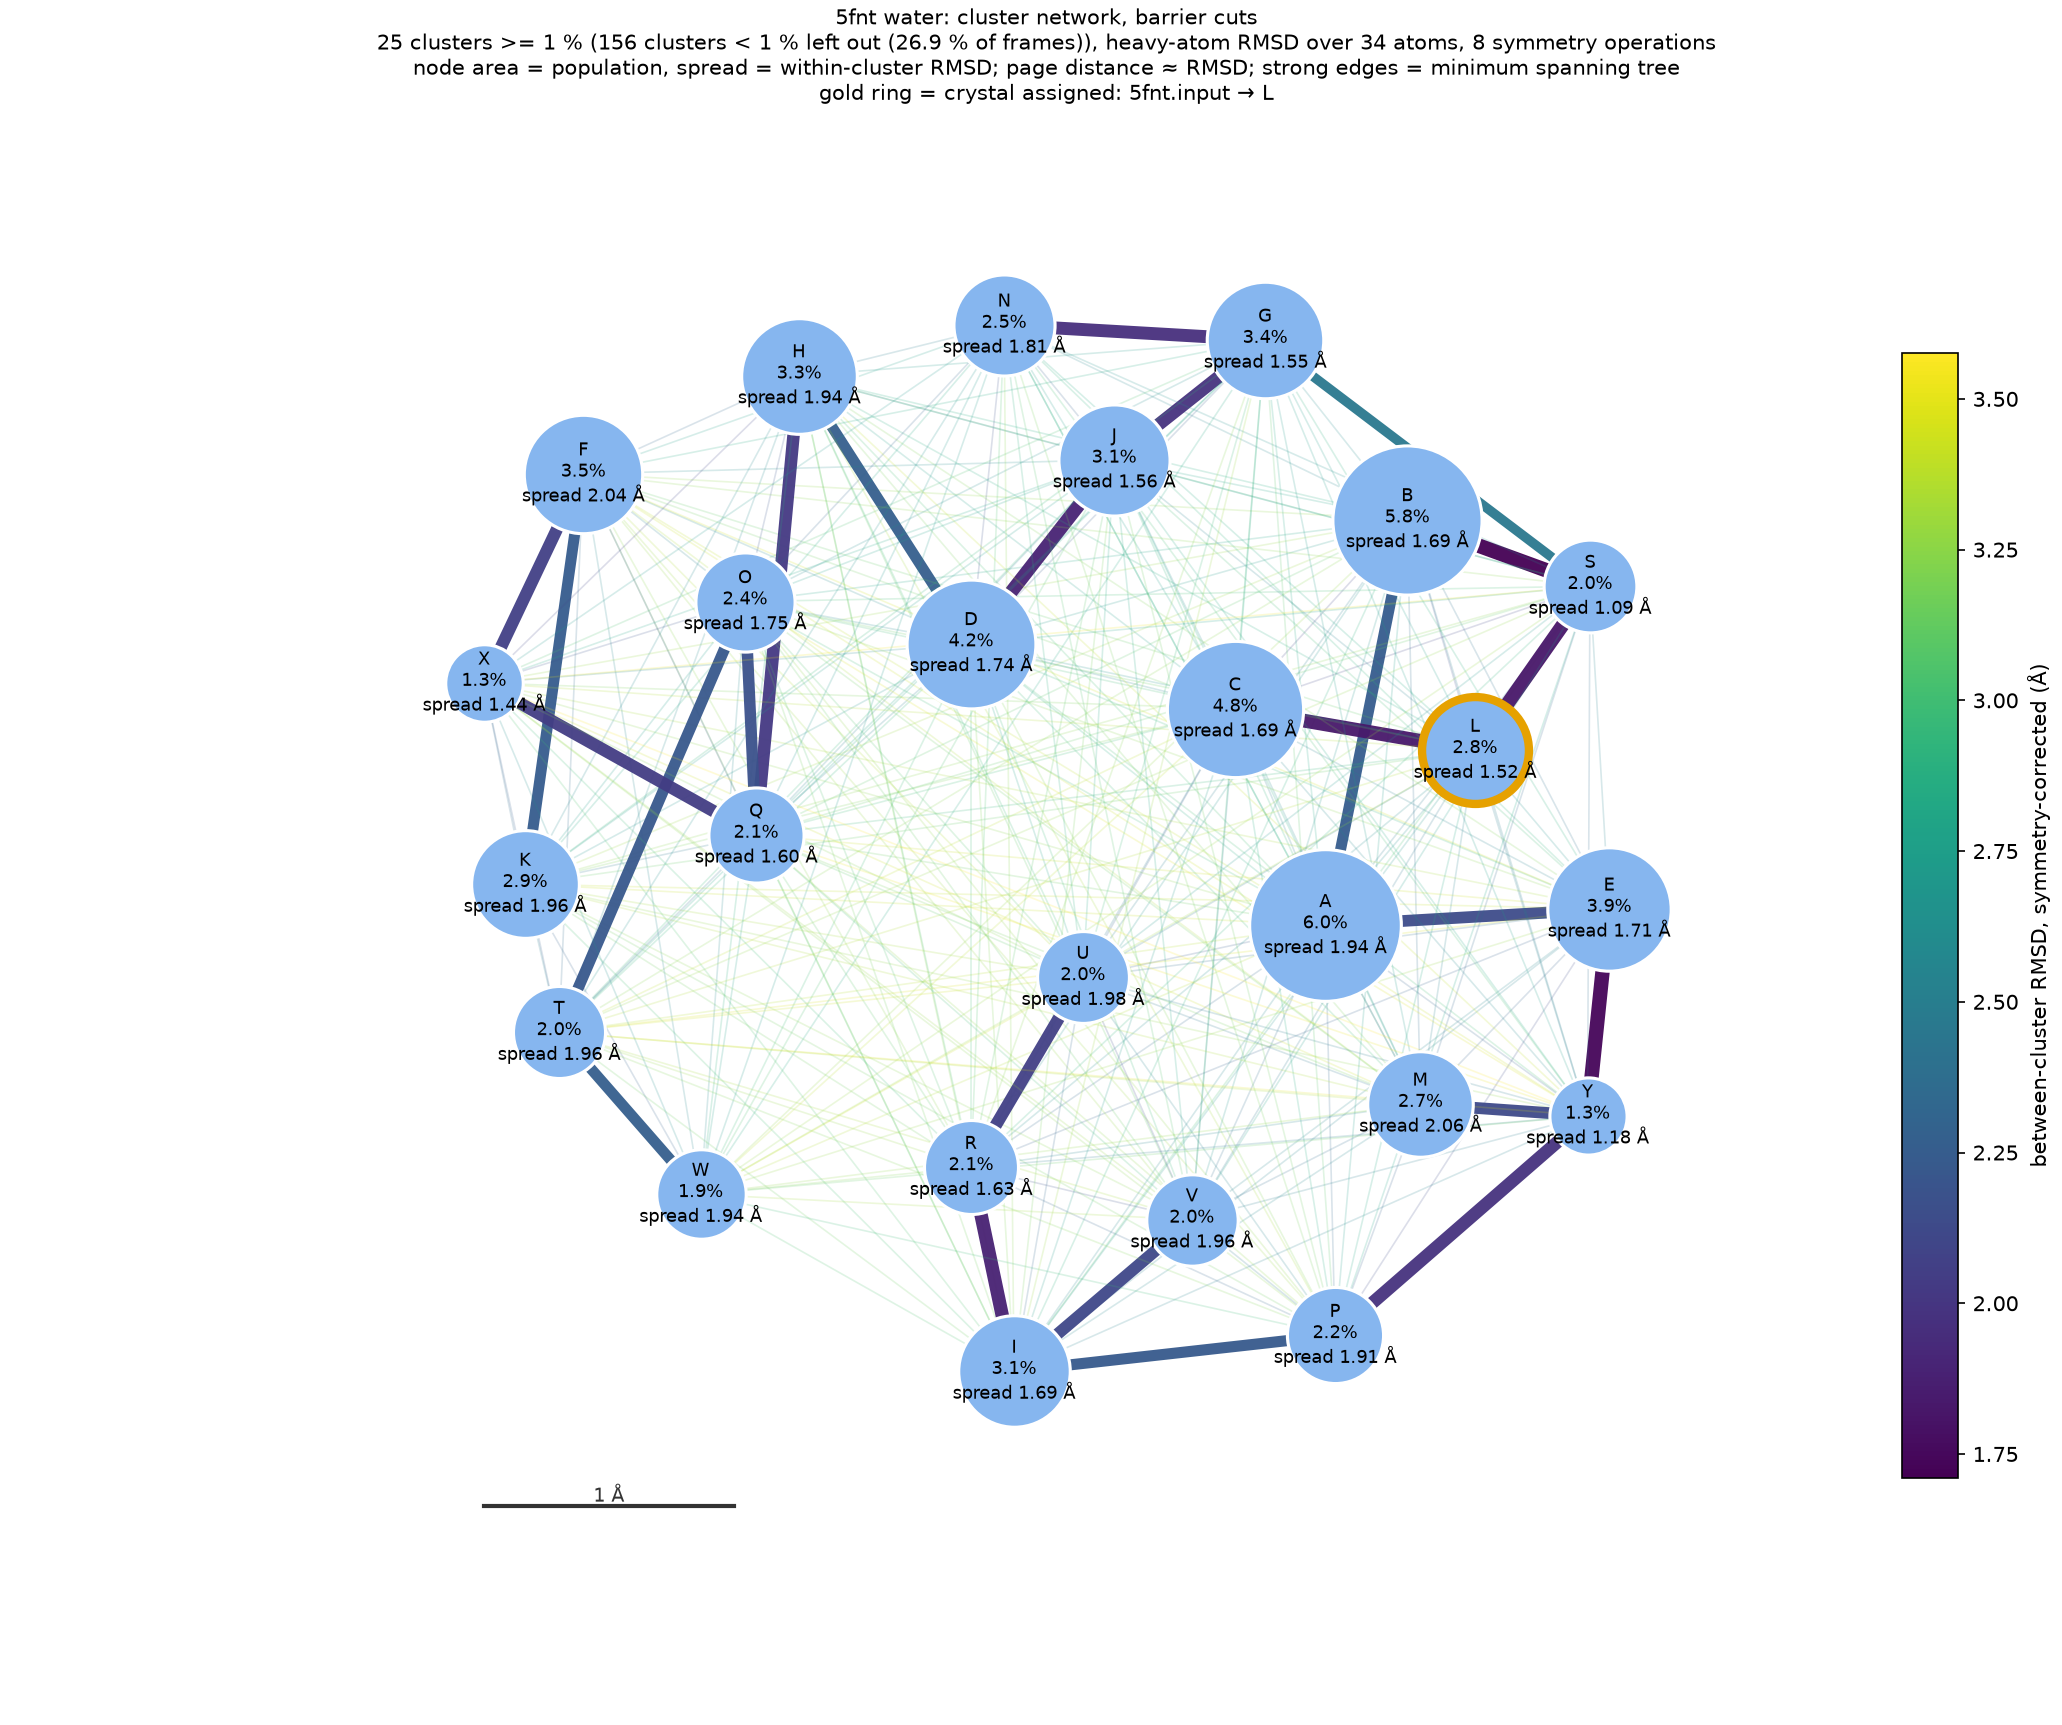 5fnt water: cluster network, barrier cuts
25 clusters >= 1 % (156 clusters < 1 % left out (26.9 % of frames)), heavy-atom RMSD over 34 atoms, 8 symmetry operations
node area = population, spread = within-cluster RMSD; page distance ≈ RMSD; strong edges = minimum spanning tree
gold ring = crystal assigned: 5fnt.input → L
N
2.5%
spread 1.81 Å
G
3.4%
spread 1.55 Å
H
3.3%
spread 1.94 Å
J
3.1%
spread 1.56 Å
F
3.5%
spread 2.04 Å
B
5.8%
spread 1.69 Å
S
2.0%
spread 1.09 Å
O
2.4%
spread 1.75 Å
D
4.2%
spread 1.74 Å
X
1.3%
spread 1.44 Å
C
4.8%
spread 1.69 Å
L
2.8%
spread 1.52 Å
Q
2.1%
spread 1.60 Å
K
2.9%
spread 1.96 Å
A
6.0%
spread 1.94 Å
E
3.9%
spread 1.71 Å
U
2.0%
spread 1.98 Å
T
2.0%
spread 1.96 Å
M
2.7%
spread 2.06 Å
Y
1.3%
spread 1.18 Å
R
2.1%
spread 1.63 Å
W
1.9%
spread 1.94 Å
V
2.0%
spread 1.96 Å
P
2.2%
spread 1.91 Å
I
3.1%
spread 1.69 Å
1 Å
3.50
3.25
3.00
2.75
2.50
2.25
2.00
1.75
between-cluster RMSD, symmetry-corrected (Å)